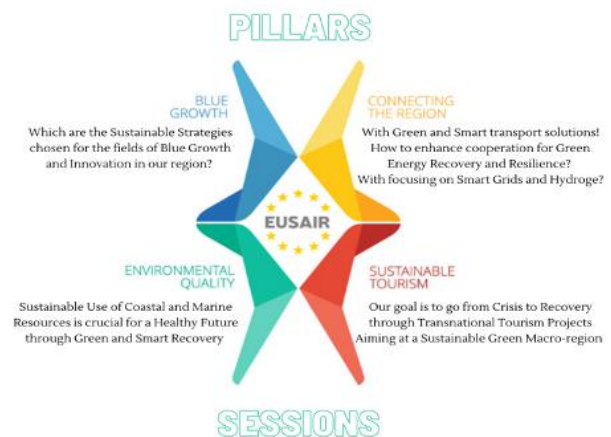 PILLARS
BLUE
GROWTH
Which are the Sustainable Strategies
chosen for the fields of Blue Growth
and Innovation in our region?
CONNECTING
THE REGION
With Green and Smart transport solutions!
How to enhance cooperation for Green
Energy Recovery and Resilience?
With focusing on Smart Grids and Hydroge?
EUSAIR
ENVIRONMENTAL
QUALITY
Sustainable Use of Coastal and Marine
Resources is crucial for a Healthy Future
through Green and Smart Recovery
SUSTAINABLE
TOURISM
Our goal is to go from Crisis to Recovery
through Transnational Tourism Projects
Aiming at a Sustainable Green Macro-region
SESSIONS